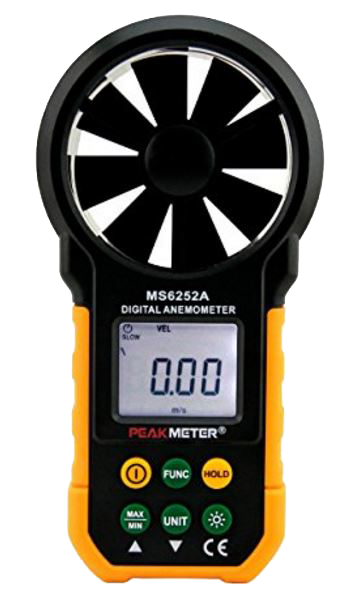 MS6252A
DIGITAL ANEMOMETER
VEL
SLOW
0.00
m/s
PEAKMETER®
FUNC HOLD
MAX
MIN
UNIT
CE